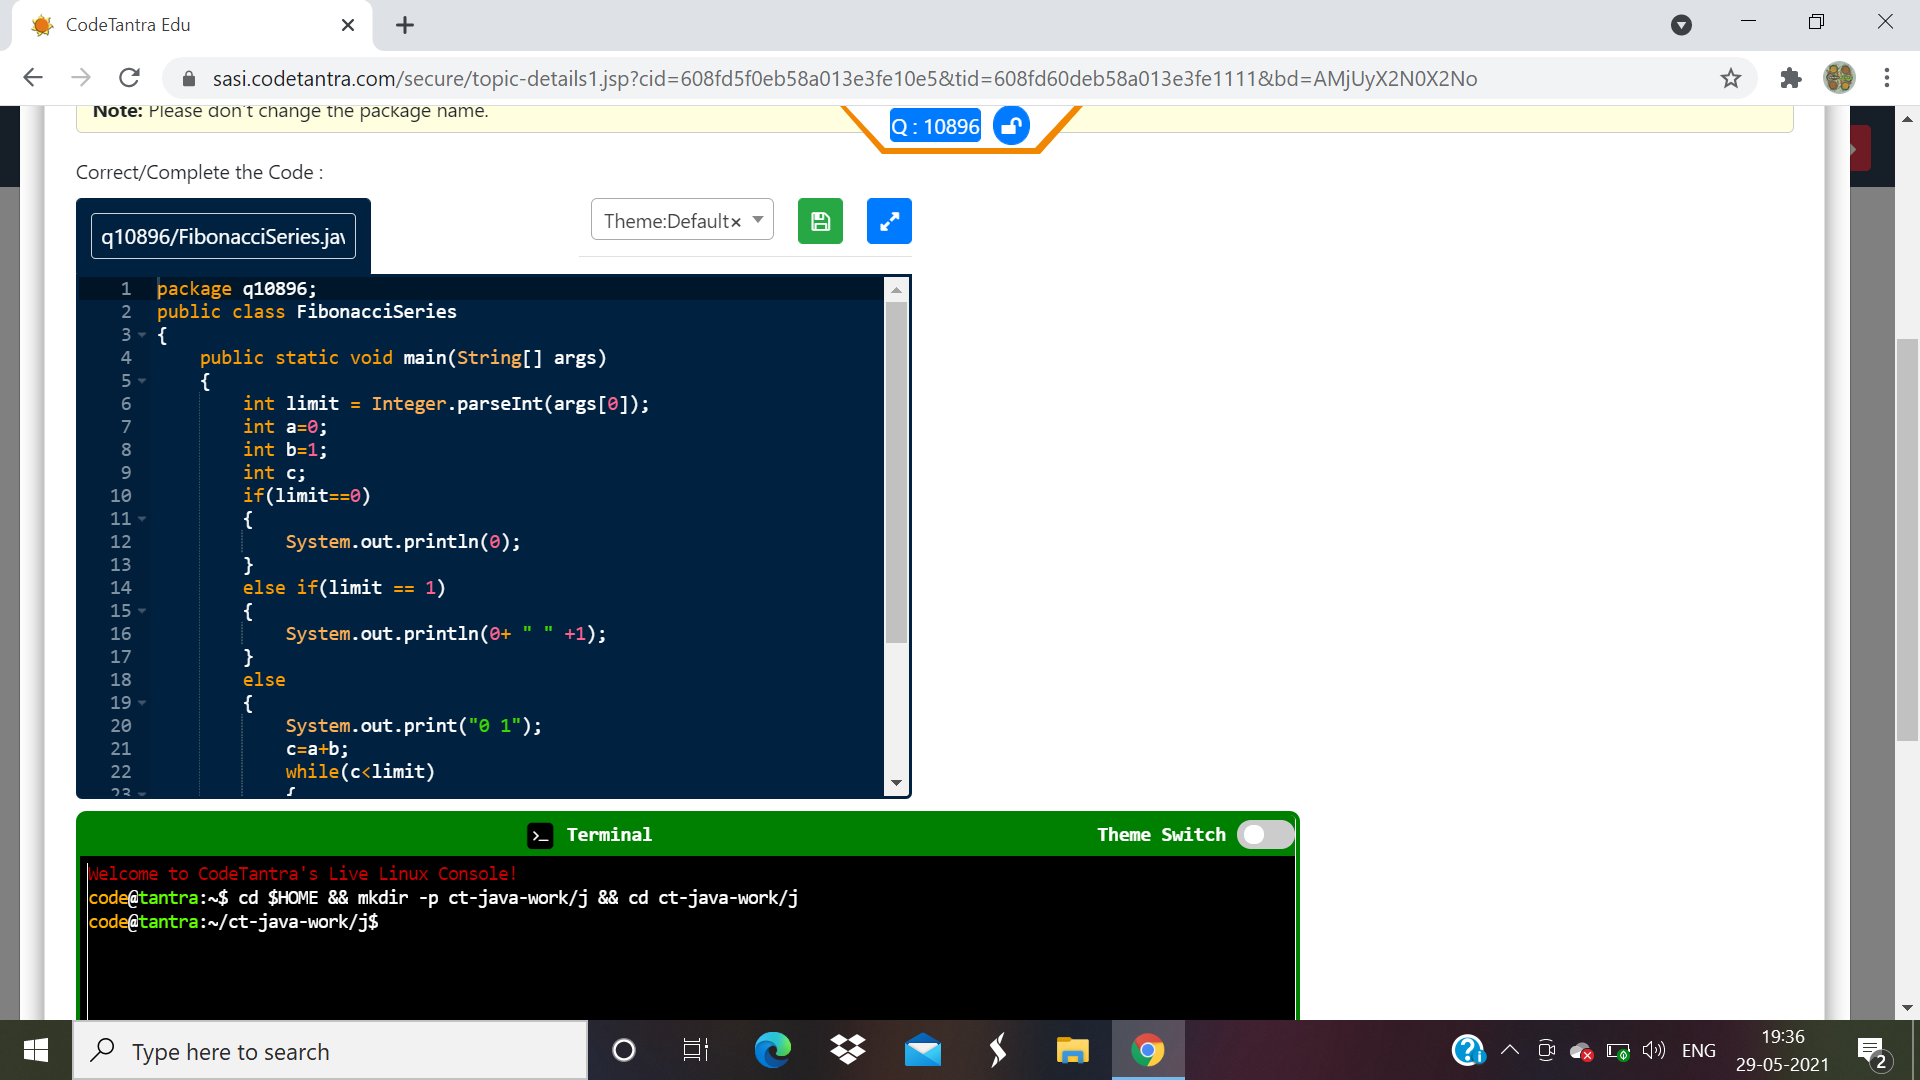 CodeTantra Edu
sasi.codetantra.com/secure/topic-details1.jsp?cid=608fd5f0eb58a013e3fe10e5&tid=608fd60deb58a013e3fe1111&bd=AMjUyX2N0X2No
Note: Please don't change the package name.
Q : 10896
Correct/Complete the Code :
q10896/FibonacciSeries.jav
Theme:Default×
1 package q10896;
2 public class FibonacciSeries
3 {
4 public static void main(String[] args)
5 {
6 int limit = Integer.parseInt(args[0]);
7 int a=0;
8 int b=1;
9 int c;
10 if(limit==0)
11 {
12 System.out.println(0);
13 }
14 else if(limit == 1)
15 {
16 System.out.println(0+ " " +1);
17 }
18 else
19 {
20 System.out.print("0 1");
21 c=a+b;
22 while(c<limit)
23 {
>_ Terminal
Theme Switch
Welcome to CodeTantra's Live Linux Console!
code@tantra:~$ cd $HOME && mkdir -p ct-java-work/j && cd ct-java-work/j
code@tantra:~/ct-java-work/j$
Type here to search
ENG
19:36
29-05-2021
2